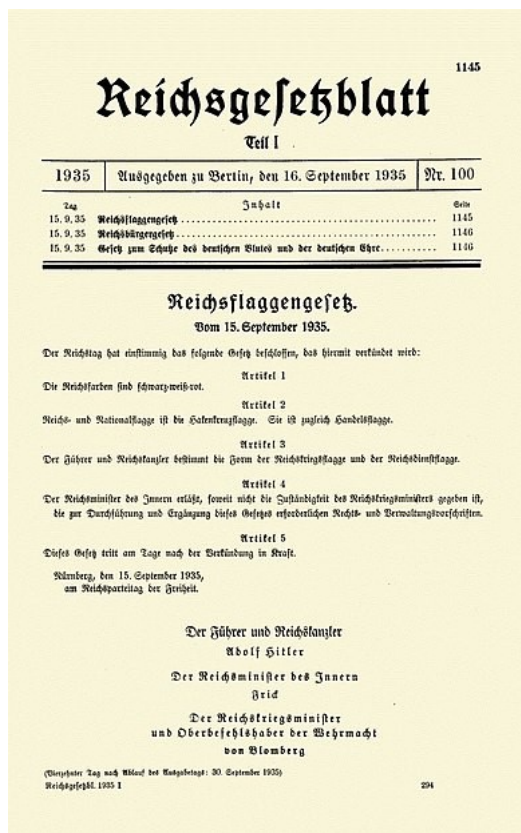 1145
Reichsgesetzblatt
Teil I
1935 Ausgegeben zu Berlin, den 16. September 1935 Nr. 100
Tag Inhalt Seite
15. 9. 35 Reichsflaggengesetz 1145
15. 9. 35 Reichsbürgergesetz 1146
15. 9. 35 Gesetz zum Schutze des deutschen Blutes und der deutschen Ehre 1146
Reichsflaggengesetz.
Vom 15. September 1935.
Der Reichstag hat einstimmig das folgende Gesetz beschlossen, das hiermit verkündet wird:
Artikel 1
Die Reichsfarben sind schwarz-weiß-rot.
Artikel 2
Reichs- und Nationalflagge ist die Hakenkreuzflagge. Sie ist zugleich Handelsflagge.
Artikel 3
Der Führer und Reichskanzler bestimmt die Form der Reichskriegsflagge und der Reichsdienstflagge.
Artikel 4
Der Reichsminister des Innern erläßt, soweit nicht die Zuständigkeit des Reichskriegsministers gegeben ist,
die zur Durchführung und Ergänzung dieses Gesetzes erforderlichen Rechts- und Verwaltungsvorschriften.
Artikel 5
Dieses Gesetz tritt am Tage nach der Verkündung in Kraft.
Nürnberg, den 15. September 1935,
am Reichsparteitag der Freiheit.
Der Führer und Reichskanzler
Adolf Hitler
Der Reichsminister des Innern
Frick
Der Reichskriegsminister
und Oberbefehlshaber der Wehrmacht
von Blomberg
(Vierzehnter Tag nach Ablauf des Ausgabetags: 30. September 1935)
Reichsgesetzbl. 1935 I 294